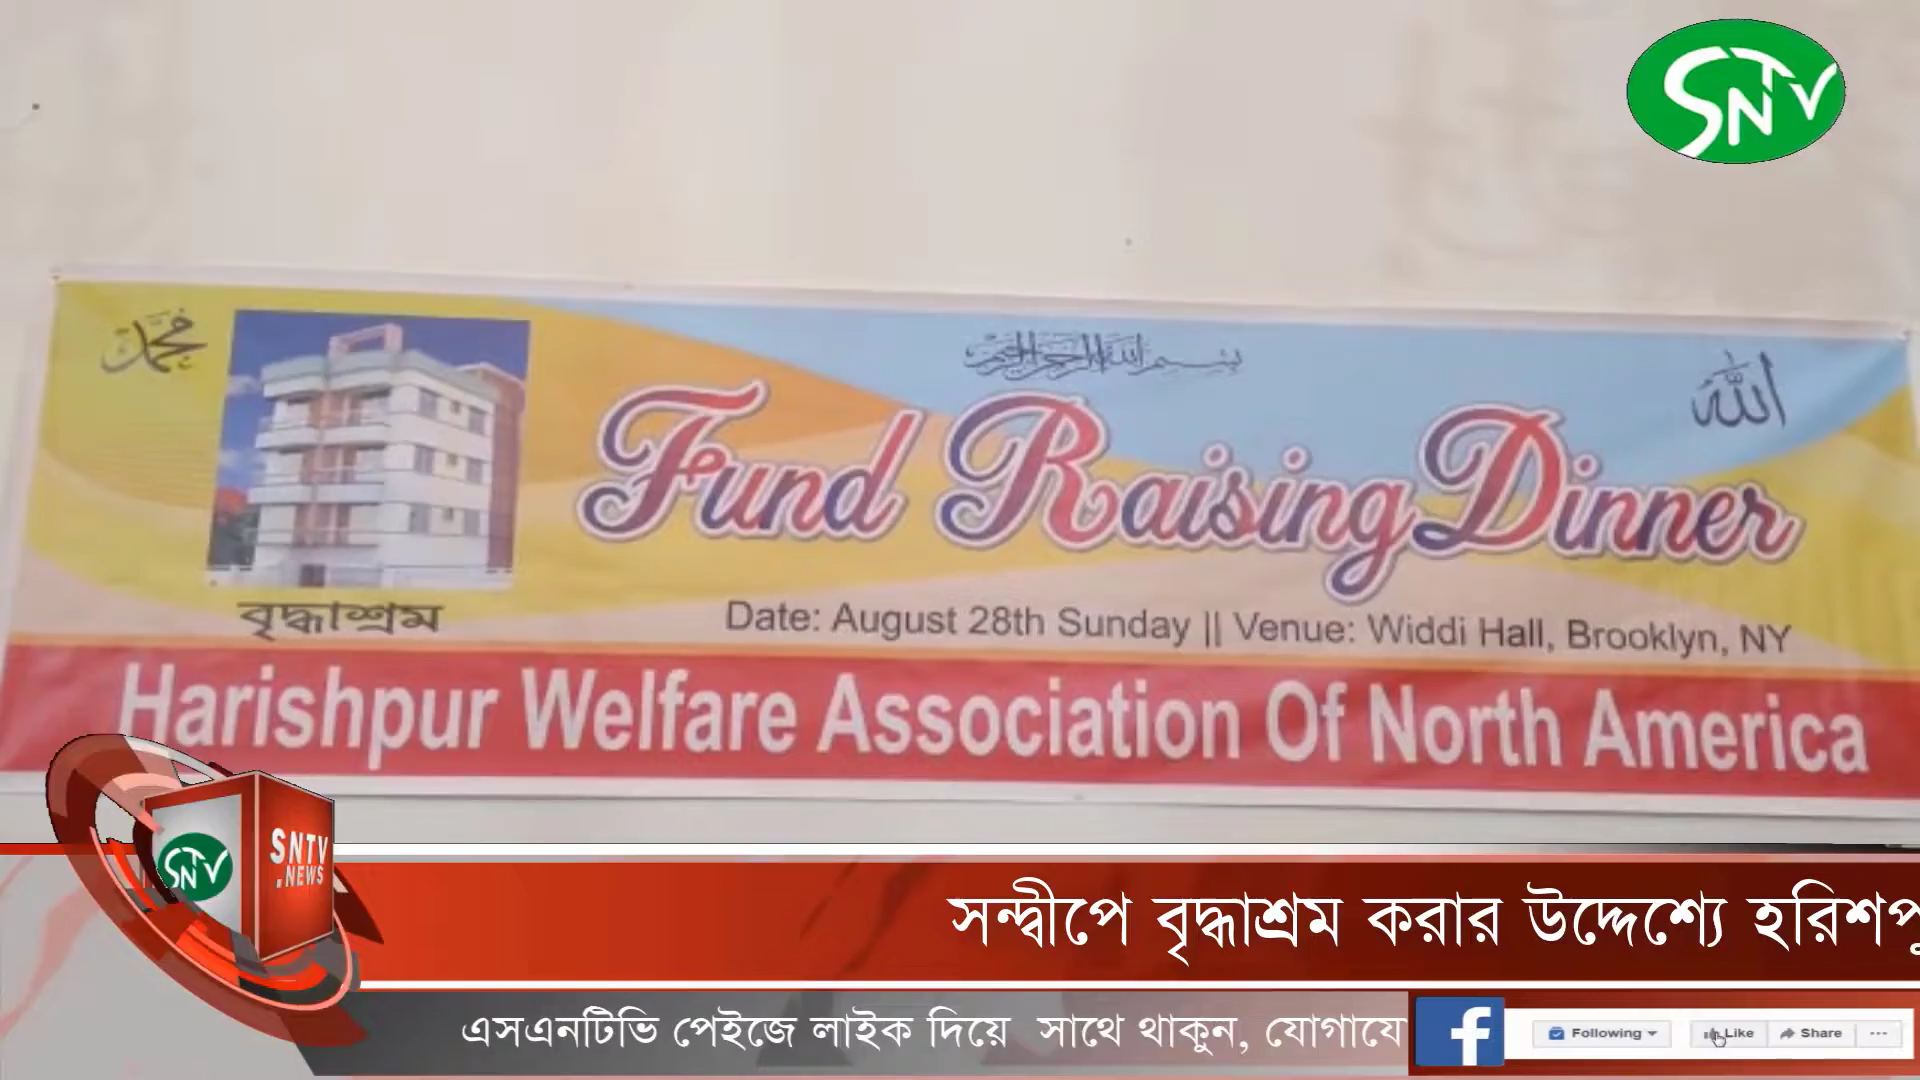 SNTV
محمد
بسم الله الرحمن الرحيم
الله
Fund Raising Dinner
বৃদ্ধাশ্রম
Date: August 28th Sunday || Venue: Widdi Hall, Brooklyn, NY
Harishpur Welfare Association Of North America
SNTV
SNTV
.NEWS
সন্দ্বীপে বৃদ্ধাশ্রম করার উদ্দেশ্যে হরিশপু
এসএনটিভি পেইজে লাইক দিয়ে সাথে থাকুন, যোগাযো
f
Following Like Share ...